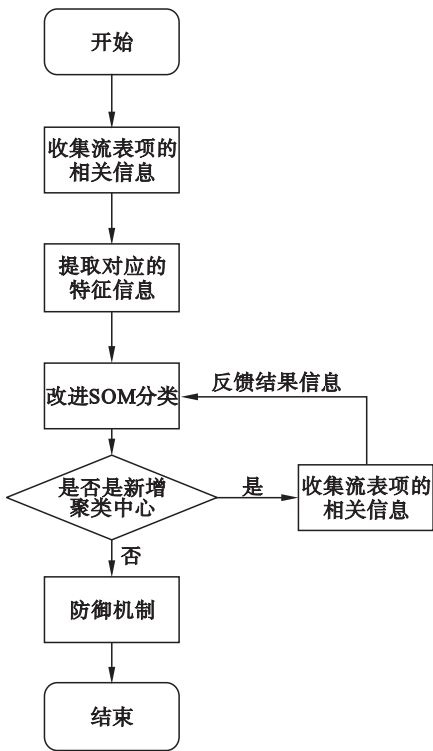 开始
收集流表项的
相关信息
提取对应的
特征信息
改进SOM分类
反馈结果信息
是否是新增
聚类中心
是
收集流表项的
相关信息
否
防御机制
结束